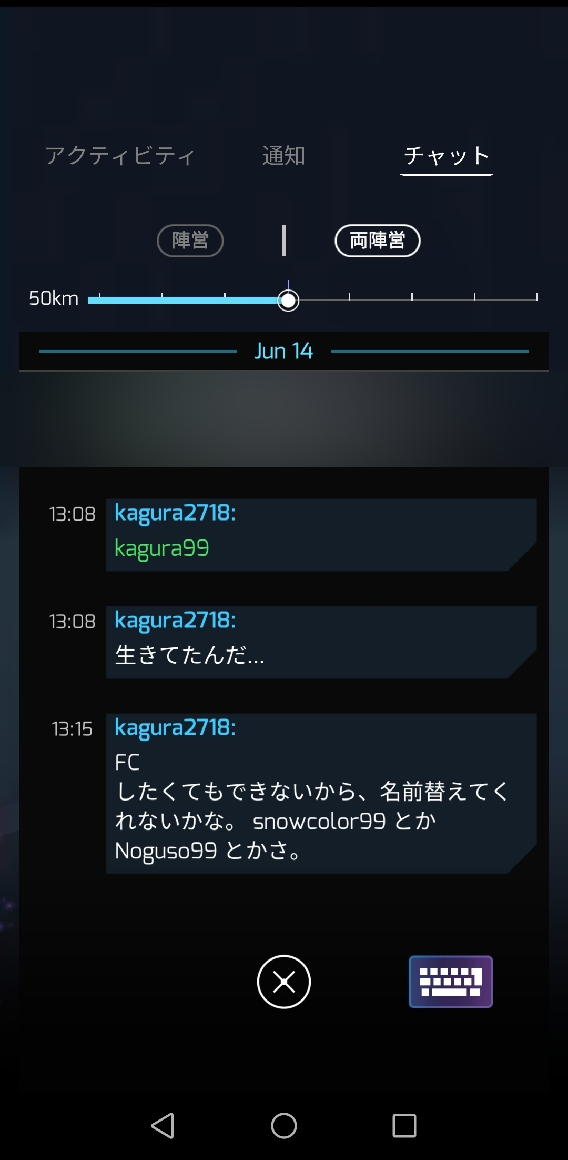 アクティビティ 通知 チャット
陣営 両陣営
50km
Jun 14
13:08 kagura2718:
kagura99
13:08 kagura2718:
生きてたんだ...
13:15 kagura2718:
FC
したくてもできないから、名前替えてく
れないかな。 snowcolor99 とか
Noguso99 とかさ。